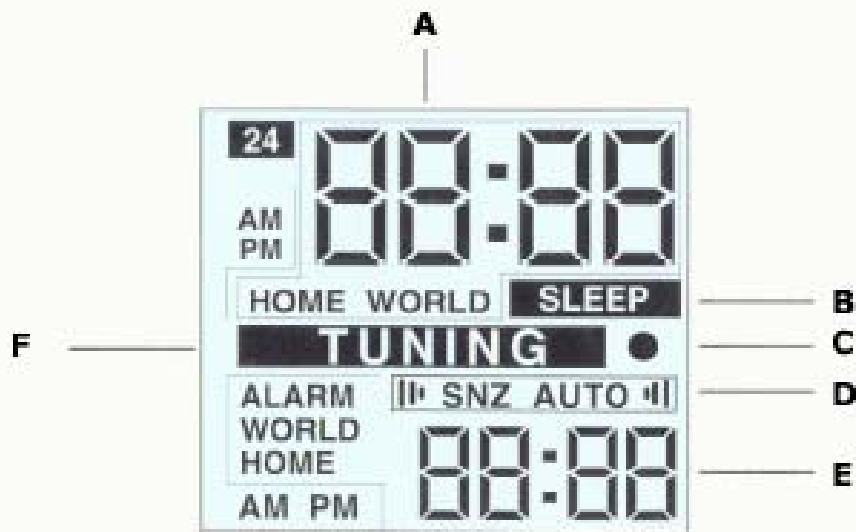 A
24
88:88
AM
PM
HOME WORLD SLEEP
B
F
TUNING
C
ALARM
SNZ AUTO
D
WORLD
HOME
88:88
E
AM PM